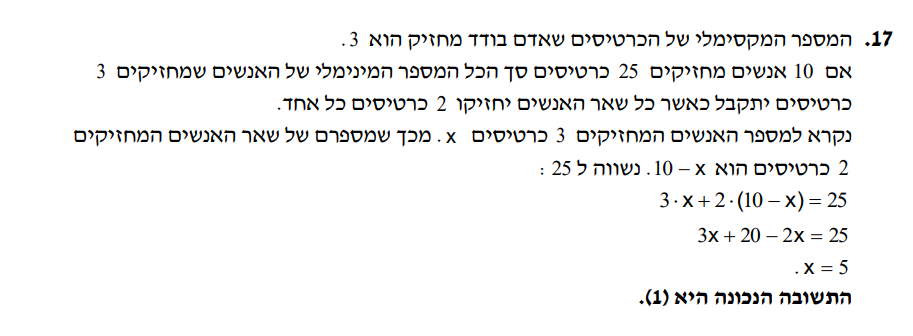 17. המספר המקסימלי של הכרטיסים שאדם בודד מחזיק הוא 3.
אם 10 אנשים מחזיקים 25 כרטיסים סך הכל המספר המינימלי של האנשים שמחזיקים 3
כרטיסים יתקבל כאשר כל שאר האנשים יחזיקו 2 כרטיסים כל אחד.
נקרא למספר האנשים המחזיקים 3 כרטיסים x. מכך שמספרם של שאר האנשים המחזיקים
2 כרטיסים הוא 10 – x. נשווה ל 25 :
3·x + 2·(10 – x) = 25
3x + 20 – 2x = 25
x = 5.
התשובה הנכונה היא (1).